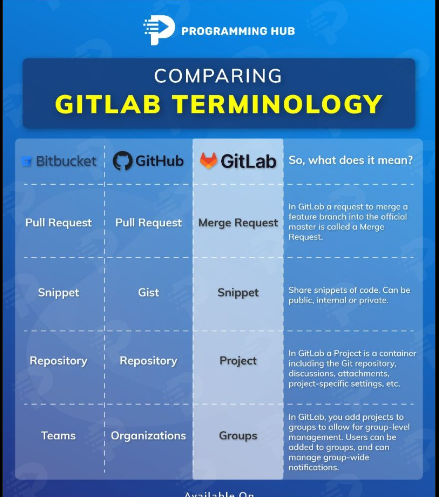 PROGRAMMING HUB
COMPARING
GITLAB TERMINOLOGY
Bitbucket GitHub GitLab So, what does it mean?
Pull Request Pull Request Merge Request
In GitLab a request to merge a
feature branch into the official
master is called a Merge
Request.
Snippet Gist Snippet
Share snippets of code. Can be
public, internal or private.
Repository Repository Project
In GitLab a Project is a container
including the Git repository,
discussions, attachments,
project-specific settings, etc.
Teams Organizations Groups
In GitLab, you add projects to
groups to allow for group-level
management. Users can be
added to groups, and can
manage group-wide
notifications.
Available On